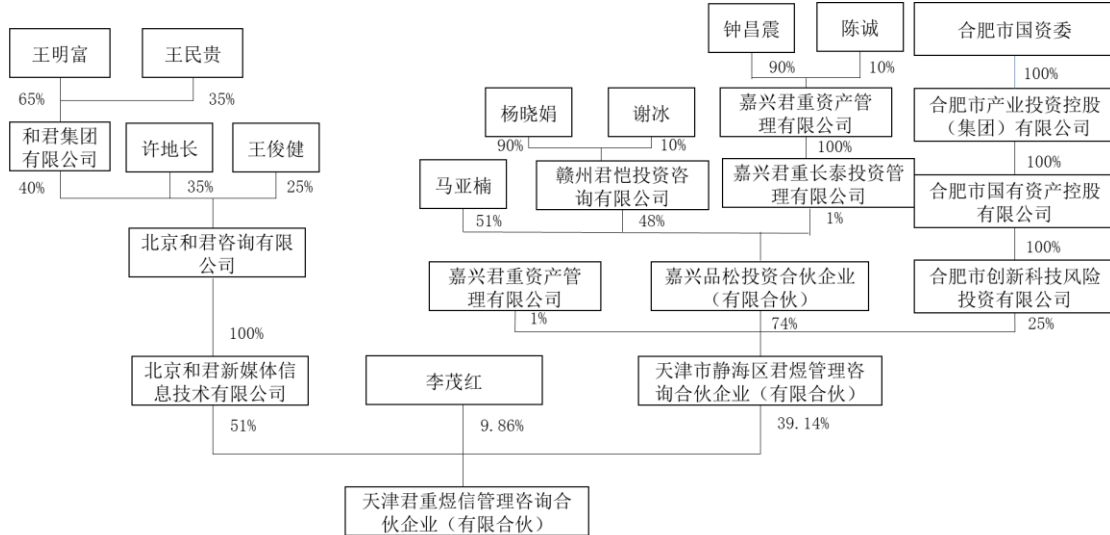 钟昌震
陈诚
合肥市国资委
王明富
王民贵
90%
10%
100%
65%
35%
杨晓娟
谢冰
嘉兴君重资产管
理有限公司
合肥市产业投资控股
（集团）有限公司
和君集团
有限公司
许地长
王俊健
90%
10%
100%
100%
40%
35%
25%
马亚楠
赣州君恺投资咨
询有限公司
嘉兴君重长泰投资管
理有限公司
合肥市国有资产控股
有限公司
51%
48%
1%
100%
北京和君咨询有限
公司
嘉兴君重资产管
理有限公司
嘉兴品松投资合伙企业
（有限合伙）
合肥市创新科技风险
投资有限公司
1%
74%
25%
100%
北京和君新媒体信
息技术有限公司
李茂红
天津市静海区君煜管理咨
询合伙企业（有限合伙）
51%
9.86%
39.14%
天津君重煜信管理咨询合
伙企业（有限合伙）